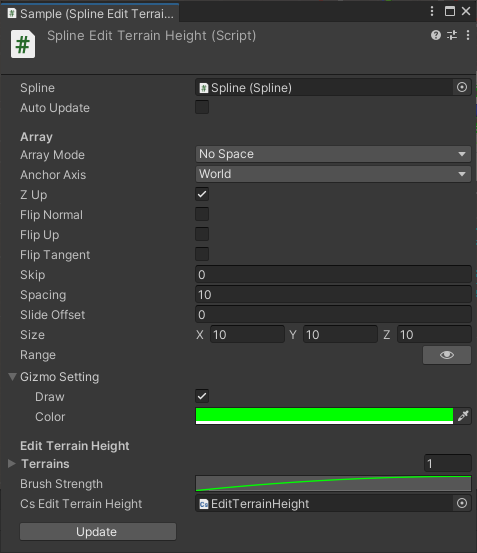 Sample (Spline Edit Terrai...
Spline Edit Terrain Height (Script)
Spline
Spline (Spline)
Auto Update
Array
Array Mode
No Space
Anchor Axis
World
Z Up
Flip Normal
Flip Up
Flip Tangent
Skip
0
Spacing
10
Slide Offset
0
Size
X 10 Y 10 Z 10
Range
Gizmo Setting
Draw
Color
Edit Terrain Height
Terrains
1
Brush Strength
Cs Edit Terrain Height
EditTerrainHeight
Update